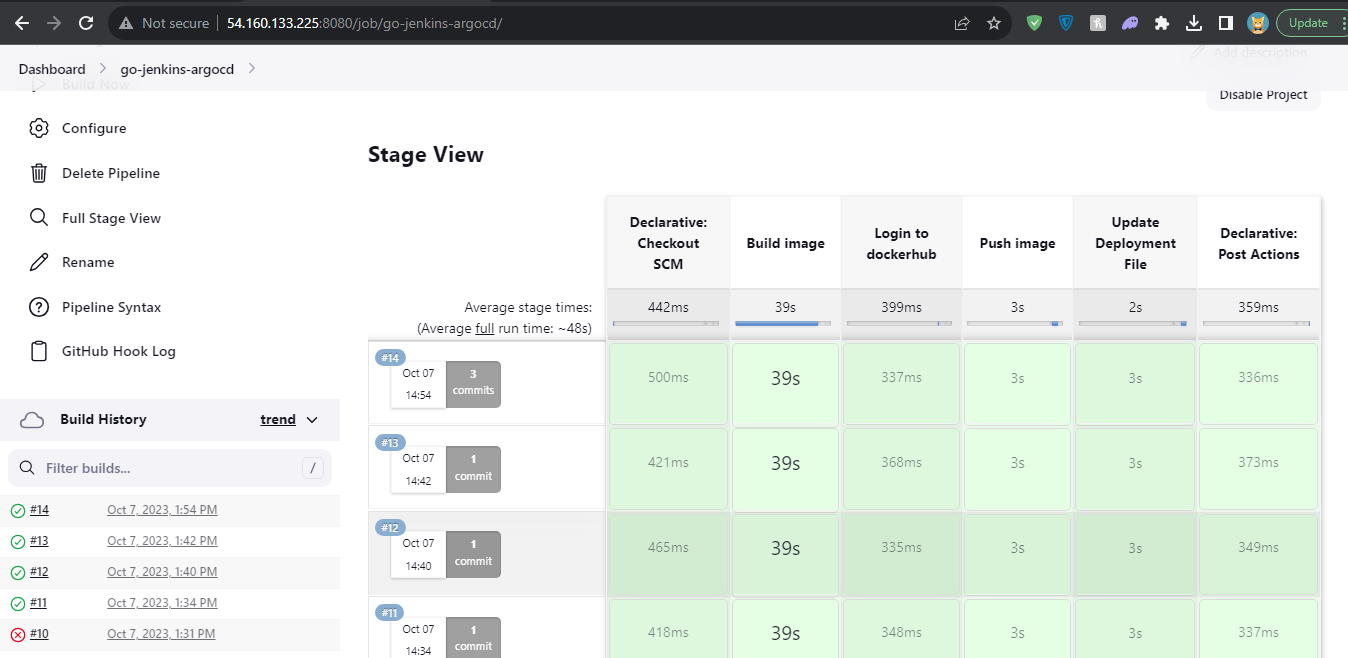 Not secure
54.160.133.225:8080/job/go-jenkins-argocd/
Update
Dashboard
go-jenkins-argocd
Add description
Build Now
Disable Project
Configure
Delete Pipeline
Full Stage View
Rename
Pipeline Syntax
GitHub Hook Log
Build History
trend
Filter builds...
/
#14
Oct 7, 2023, 1:54 PM
#13
Oct 7, 2023, 1:42 PM
#12
Oct 7, 2023, 1:40 PM
#11
Oct 7, 2023, 1:34 PM
#10
Oct 7, 2023, 1:31 PM
Stage View
Declarative:
Checkout
SCM
Build image
Login to
dockerhub
Push image
Update
Deployment
File
Declarative:
Post Actions
Average stage times:
(Average full run time: ~48s)
442ms
39s
399ms
3s
2s
359ms
#14
Oct 07
14:54
3
commits
500ms
39s
337ms
3s
3s
336ms
#13
Oct 07
14:42
1
commit
421ms
39s
368ms
3s
3s
373ms
#12
Oct 07
14:40
1
commit
465ms
39s
335ms
3s
3s
349ms
#11
Oct 07
14:34
1
commit
418ms
39s
348ms
3s
3s
337ms